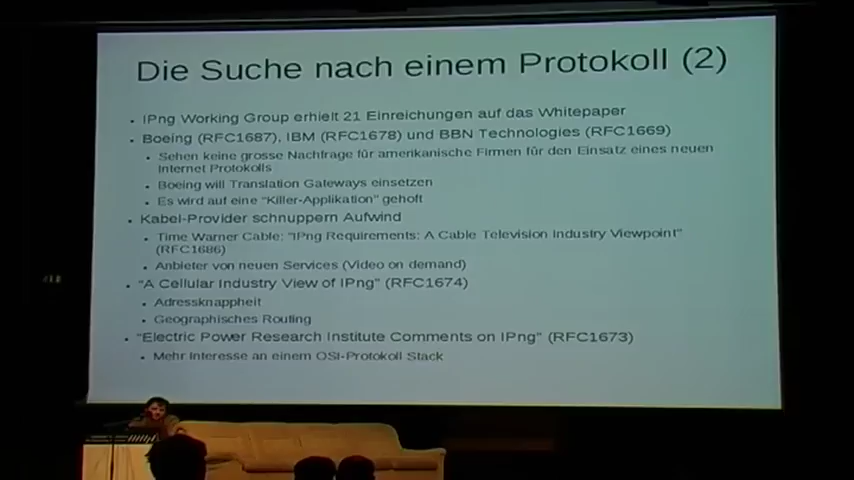 Die Suche nach einem Protokoll (2)
IPng Working Group erhielt 21 Einreichungen auf das Whitepaper
Boeing (RFC1687), IBM (RFC1678) und BBN Technologies (RFC1669)
Sehen keine grosse Nachfrage für amerikanische Firmen für den Einsatz eines neuen
Internet Protokolls
Boeing will Translation Gateways einsetzen
Es wird auf eine "Killer-Applikation" gehoft
Kabel-Provider schnuppern Aufwind
Time Warner Cable: "IPng Requirements: A Cable Television Industry Viewpoint"
(RFC1686)
Anbieter von neuen Services (Video on demand)
"A Cellular Industry View of IPng" (RFC1674)
Adressknappheit
Geographisches Routing
"Electric Power Research Institute Comments on IPng" (RFC1673)
Mehr Interesse an einem OSI-Protokoll Stack